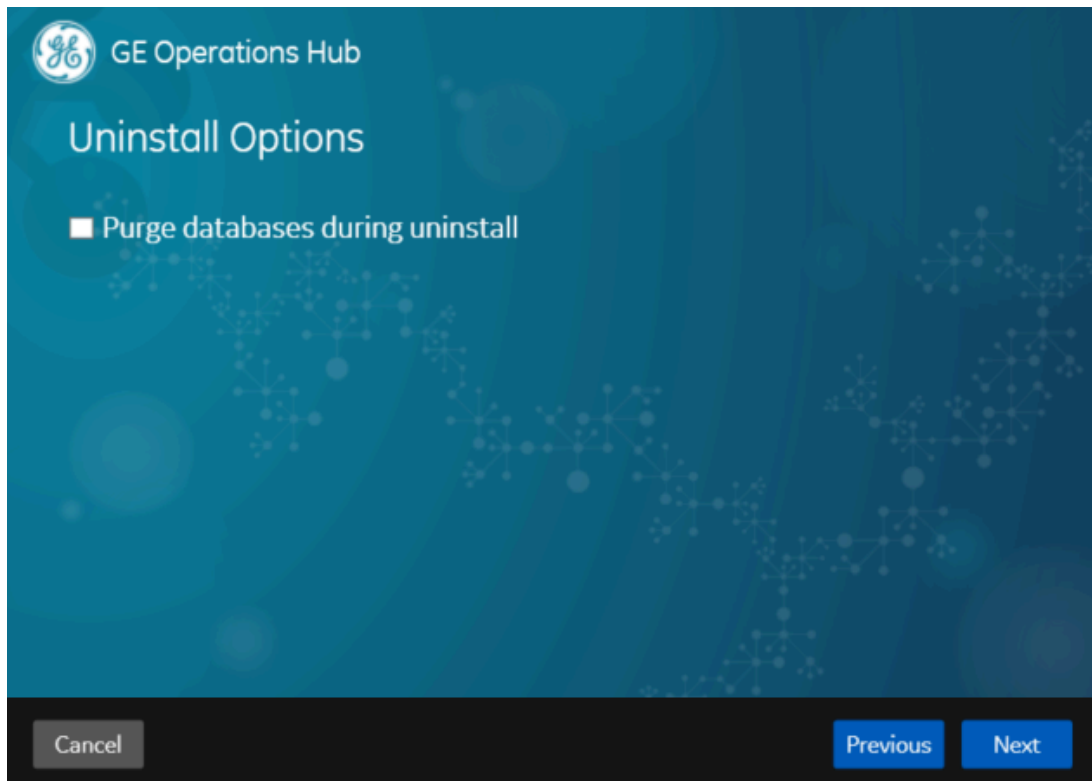 GE Operations Hub
Uninstall Options
Purge databases during uninstall
Cancel
Previous
Next